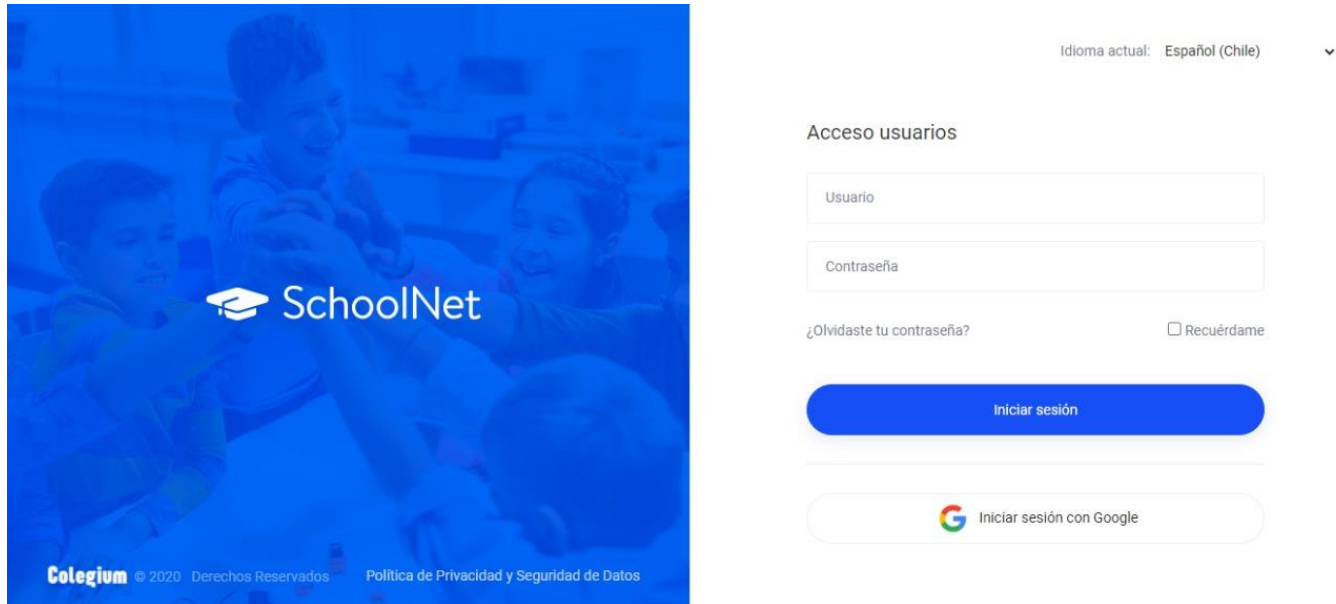 Idioma actual: Español (Chile)
Acceso usuarios
Usuario
Contraseña
¿Olvidaste tu contraseña? Recuérdame
Iniciar sesión
Iniciar sesión con Google
SchoolNet
Colegium © 2020 Derechos Reservados Política de Privacidad y Seguridad de Datos